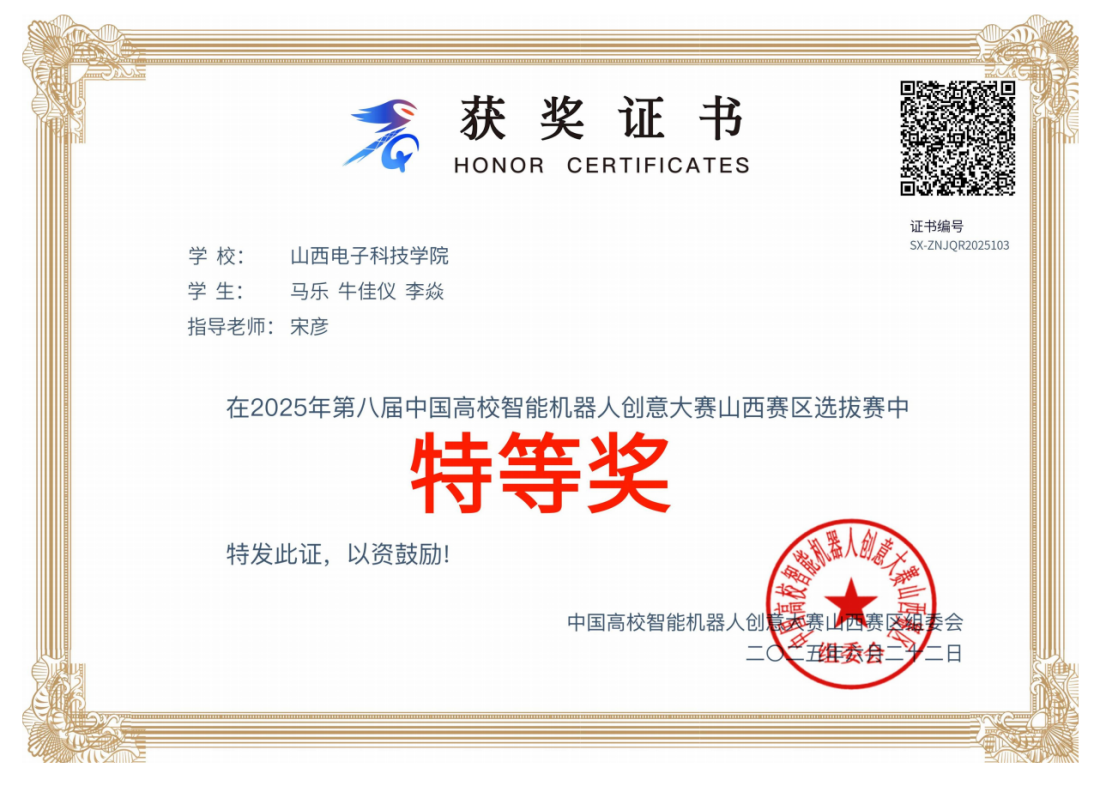 获奖证书
HONOR CERTIFICATES
证书编号
SX-ZNJQR2025103
学校： 山西电子科技学院
学生： 马乐 牛佳仪 李焱
指导老师： 宋彦
在2025年第八届中国高校智能机器人创意大赛山西赛区选拔赛中
特等奖
特发此证，以资鼓励!
中国高校智能机器人创意大赛山西赛区组委会
二〇二五年六月二十二日
中国高校智能机器人创意大赛山西赛区
组委会